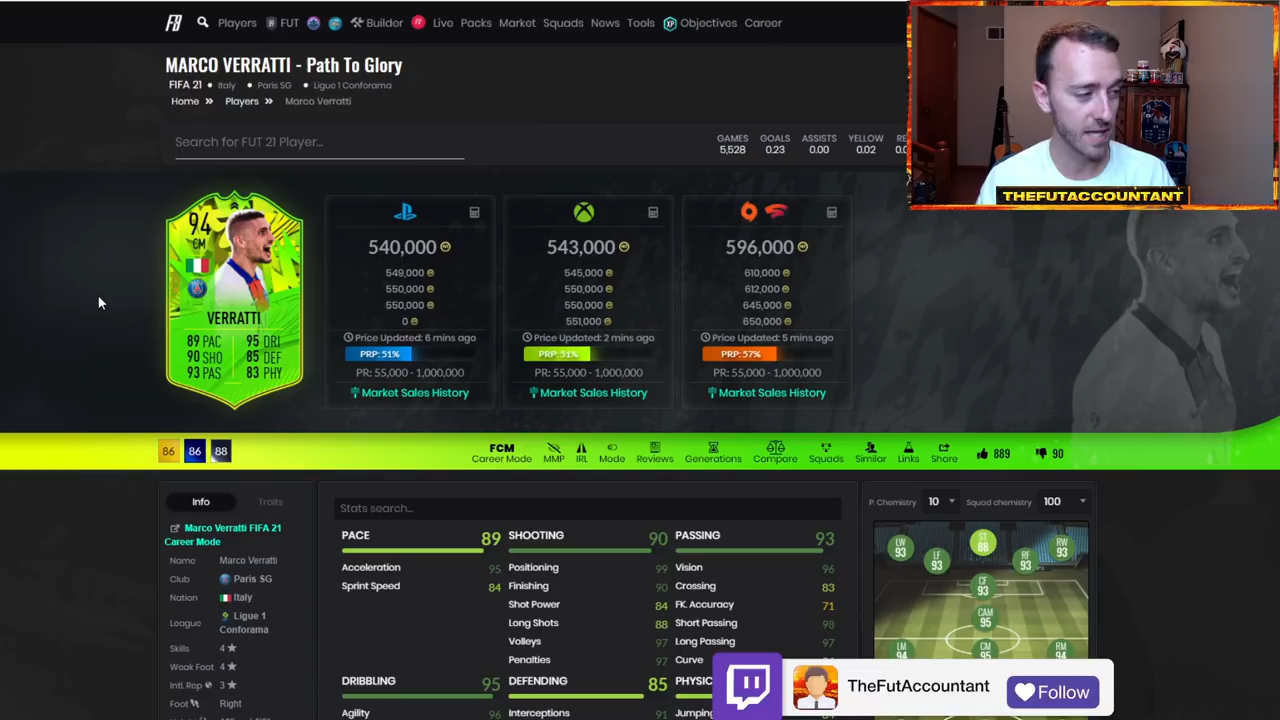 Players FUT Builder Live Packs Market Squads News Tools XP Objectives Career
MARCO VERRATTI - Path To Glory
FIFA 21 • Italy • Paris SG • Ligue 1 Conforama
Home » Players » Marco Verratti
Search for FUT 21 Player...
GAMES GOALS ASSISTS YELLOW
5,528 0.23 0.00 0.02
THEFUTACCOUNTANT
94
CM
VERRATTI
89 PAC 95 DRI
90 SHO 85 DEF
93 PAS 83 PHY
540,000
549,000
550,000
550,000
0
Price Updated: 6 mins ago
PRP: 51%
PR: 55,000 - 1,000,000
Market Sales History
543,000
545,000
550,000
550,000
551,000
Price Updated: 2 mins ago
PRP: 51%
PR: 55,000 - 1,000,000
Market Sales History
596,000
610,000
612,000
645,000
650,000
Price Updated: 5 mins ago
PRP: 57%
PR: 55,000 - 1,000,000
Market Sales History
86 86 88
FCM
Career Mode MMP IRL Mode Reviews Generations Compare Squads Similar Links Share 889 90
Info Traits
Marco Verratti FIFA 21
Career Mode
Name Marco Verratti
Club Paris SG
Nation Italy
League Ligue 1
Conforama
Skills 4★
Weak Foot 4★
Intl. Rep 3★
Foot Right
Stats search...
PACE 89
Acceleration 95
Sprint Speed 84
SHOOTING 90
Positioning 99
Finishing 90
Shot Power 84
Long Shots 88
Volleys 97
Penalties 97
PASSING 93
Vision 96
Crossing 83
FK. Accuracy 71
Short Passing 98
Long Passing 97
Curve
DRIBBLING 95
Agility 96
DEFENDING 85
Interceptions 91
P. Chemistry 10 Squad chemistry 100
LW
93
ST
88
RW
93
LF
93
RF
93
CF
93
CAM
95
LM
94
CM
95
RM
94
TheFutAccountant
Follow